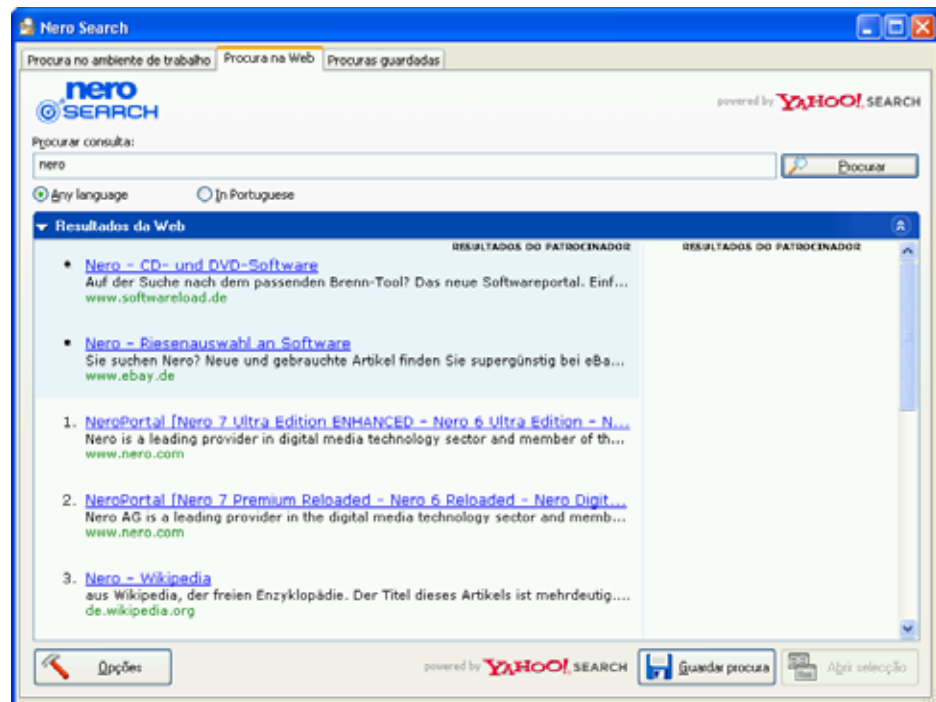 Nero Search
Procura no ambiente de trabalho Procura na Web Procuras guardadas
nero
SEARCH
powered by YAHOO! SEARCH
Procurar consulta:
nero
Procurar
Any language In Portuguese
Resultados da Web
RESULTADOS DO PATROCINADOR RESULTADOS DO PATROCINADOR
• Nero - CD- und DVD-Software
Auf der Suche nach dem passenden Brenn-Tool? Das neue Softwareportal. Einf...
www.softwareload.de
• Nero - Riesenauswahl an Software
Sie suchen Nero? Neue und gebrauchte Artikel finden Sie supergünstig bei eBa...
www.ebay.de
1. NeroPortal [Nero 7 Ultra Edition ENHANCED - Nero 6 Ultra Edition - N...
Nero is a leading provider in digital media technology sector and member of th...
www.nero.com
2. NeroPortal [Nero 7 Premium Reloaded - Nero 6 Reloaded - Nero Digit...
Nero AG is a leading provider in the digital media technology sector and memb...
www.nero.com
3. Nero - Wikipedia
aus Wikipedia, der freien Enzyklopädie. Der Titel dieses Artikels ist mehrdeutig....
de.wikipedia.org
Opções
powered by YAHOO! SEARCH
Guardar procura
Abrir selecção